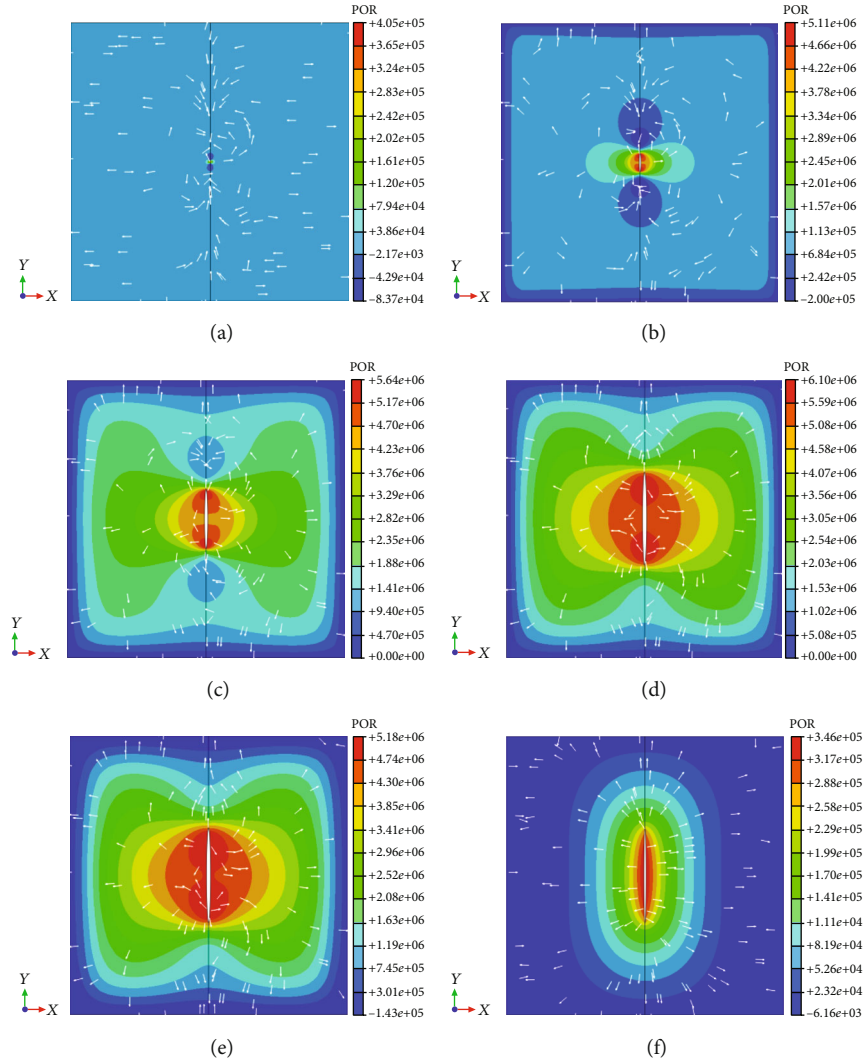 POR
+4.05e+05
+3.65e+05
+3.24e+05
+2.83e+05
+2.42e+05
+2.02e+05
+1.61e+05
+1.20e+05
+7.94e+04
+3.86e+04
−2.17e+03
−4.29e+04
−8.37e+04
Y
X
(a)
POR
+5.11e+06
+4.66e+06
+4.22e+06
+3.78e+06
+3.34e+06
+2.89e+06
+2.45e+06
+2.01e+06
+1.57e+06
+1.13e+06
+6.84e+05
+2.42e+05
−2.00e+05
Y
X
(b)
POR
+5.64e+06
+5.17e+06
+4.70e+06
+4.23e+06
+3.76e+06
+3.29e+06
+2.82e+06
+2.35e+06
+1.88e+06
+1.41e+06
+9.40e+05
+4.70e+05
+0.00e+00
Y
X
(c)
POR
+6.10e+06
+5.59e+06
+5.08e+06
+4.58e+06
+4.07e+06
+3.56e+06
+3.05e+06
+2.54e+06
+2.03e+06
+1.53e+06
+1.02e+06
+5.08e+05
+0.00e+00
Y
X
(d)
POR
+5.18e+06
+4.74e+06
+4.30e+06
+3.85e+06
+3.41e+06
+2.96e+06
+2.52e+06
+2.08e+06
+1.63e+06
+1.19e+06
+7.45e+05
+3.01e+05
−1.43e+05
Y
X
(e)
POR
+3.46e+05
+3.17e+05
+2.88e+05
+2.58e+05
+2.29e+05
+1.99e+05
+1.70e+05
+1.41e+05
+1.11e+04
+8.19e+04
+5.26e+04
+2.32e+04
−6.16e+03
Y
X
(f)